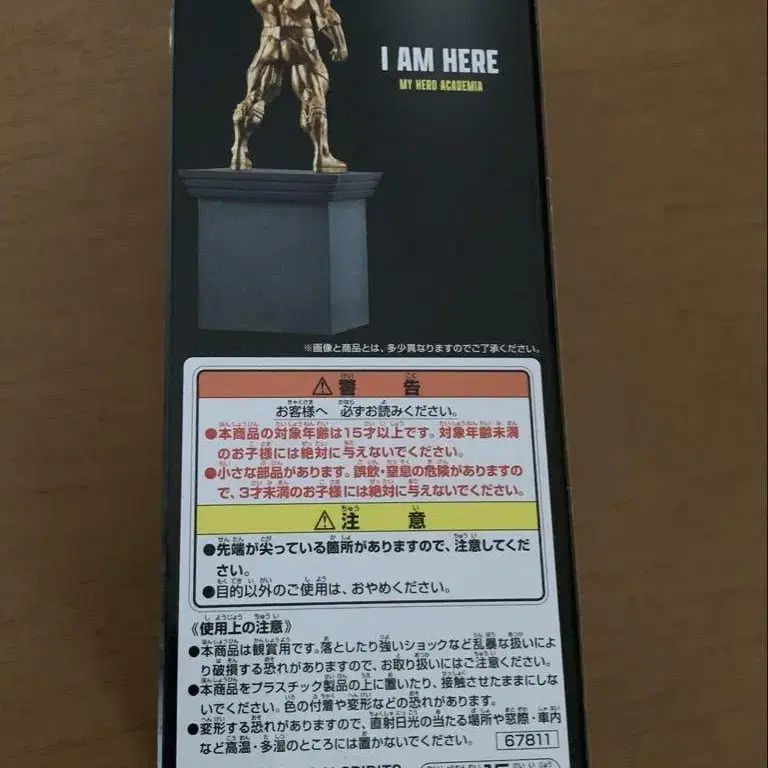 I AM HERE
MY HERO ACADEMIA
※画像と商品とは、多少異なりますのでご了承ください。
⚠警告
お客様へ 必ずお読みください。
●本商品の対象年齢は15才以上です。対象年齢未満
のお子様には絶対に与えないでください。
●小さな部品があります。誤飲・窒息の危険がありますの
で、3才未満のお子様には絶対に与えないでください。
⚠注意
●先端が尖っている箇所がありますので、注意してくだ
さい。
●目的以外のご使用は、おやめください。
《使用上の注意》
●本商品は観賞用です。落としたり強いショックなど乱暴な扱いによ
り破損する恐れがありますので、お取り扱いにはご注意ください。
●本商品をプラスチック製品の上に置いたり、接触させたままにしな
いでください。色の付着や変形などの恐れがあります。
●変形する恐れがありますので、直射日光の当たる場所や窓際・車内
など高温・多湿のところには置かないでください。
67811